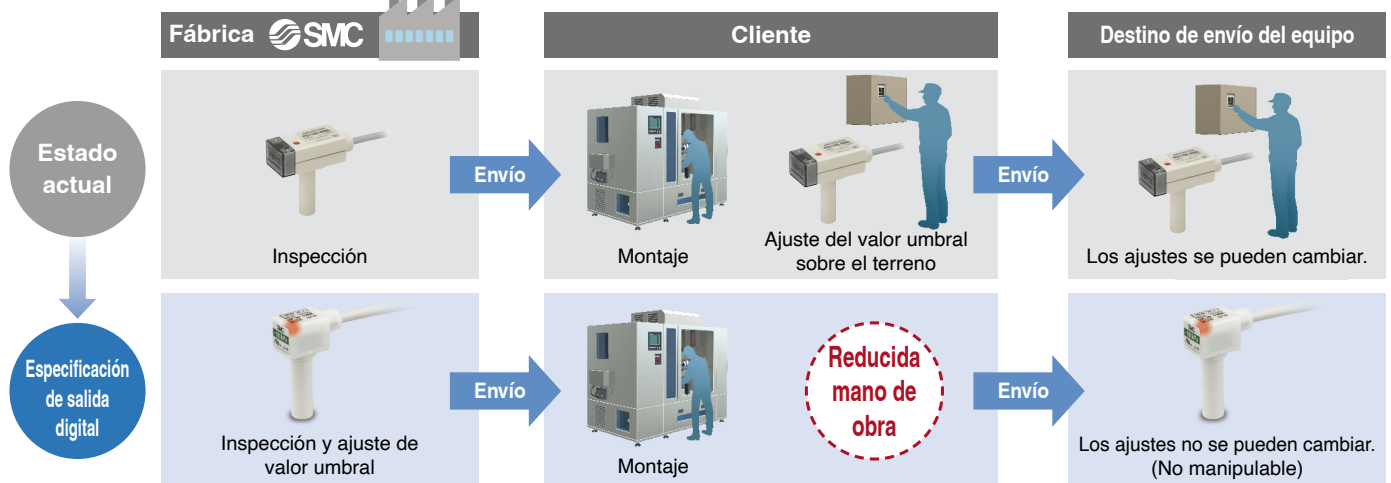 Fábrica SMC
Cliente
Destino de envío del equipo
Estado
actual
Envío
Envío
Inspección
Montaje
Ajuste del valor umbral
sobre el terreno
Los ajustes se pueden cambiar.
Especificación
de salida
digital
Envío
Reducida
mano de
obra
Envío
Inspección y ajuste de
valor umbral
Montaje
Los ajustes no se pueden cambiar.
(No manipulable)